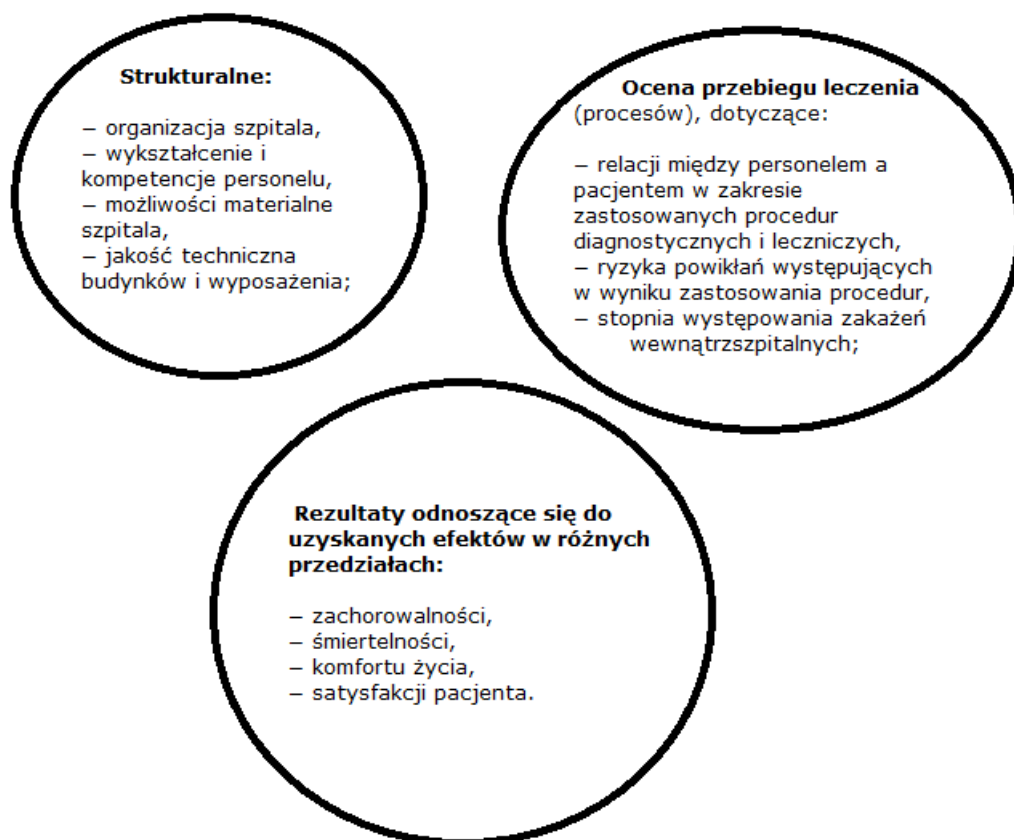 Strukturalne:
– organizacja szpitala,
– wykształcenie i
kompetencje personelu,
– możliwości materialne
szpitala,
– jakość techniczna
budynków i wyposażenia;
Ocena przebiegu leczenia
(procesów), dotyczące:
– relacji między personelem a
pacjentem w zakresie
zastosowanych procedur
diagnostycznych i leczniczych,
– ryzyka powikłań występujących
w wyniku zastosowania procedur,
– stopnia występowania zakażeń
wewnątrzszpitalnych;
Rezultaty odnoszące się do
uzyskanych efektów w różnych
przedziałach:
– zachorowalności,
– śmiertelności,
– komfortu życia,
– satysfakcji pacjenta.